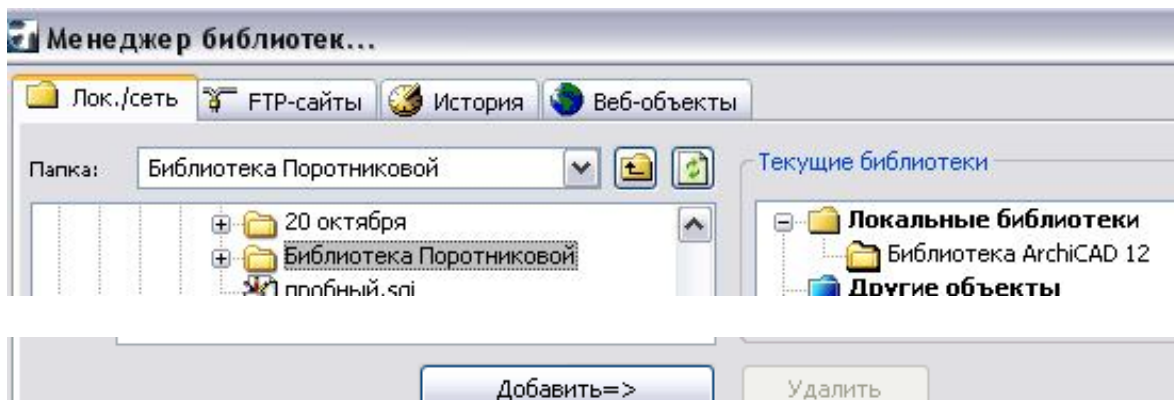 Менеджер библиотек...
Лок./сеть FTP-сайты История Веб-объекты
Папка: Библиотека Поротниковой
Текущие библиотеки
20 октября
Библиотека Поротниковой
пробный.sgi
Локальные библиотеки
Библиотека ArchiCAD 12
Другие объекты
Добавить=> Удалить